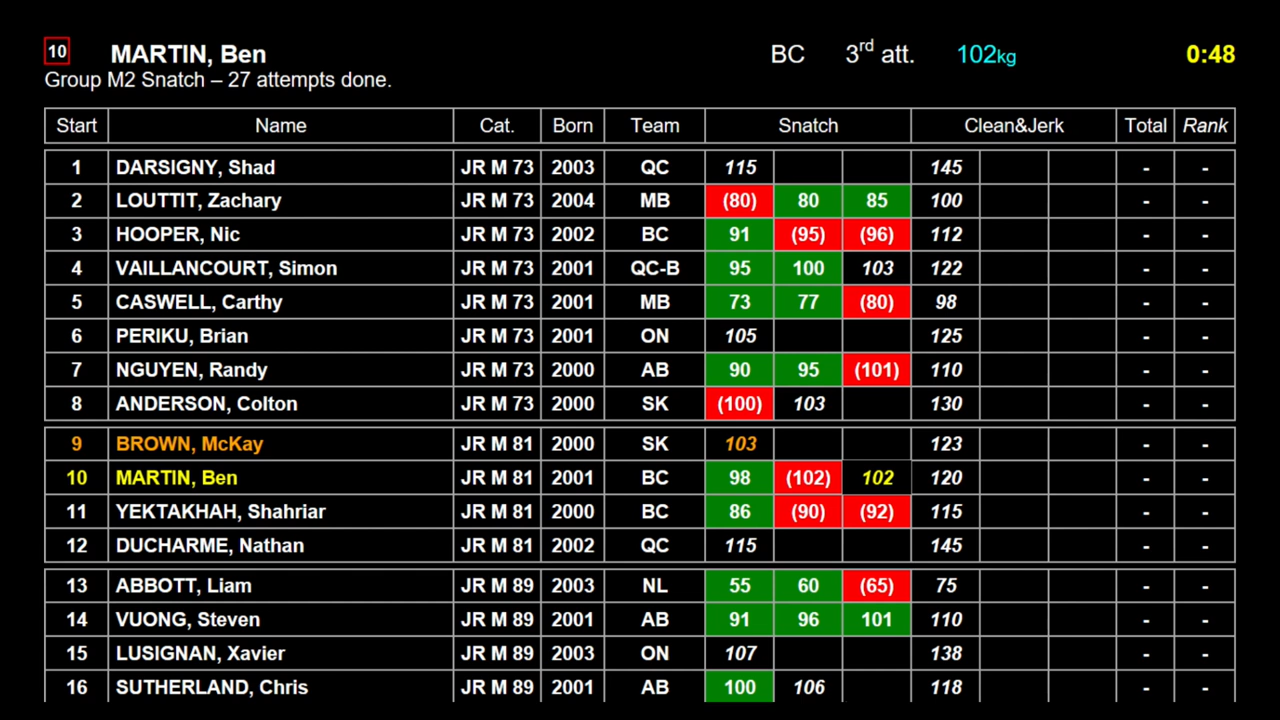 10 MARTIN, Ben BC 3rd att. 102kg 0:48
Group M2 Snatch – 27 attempts done.
Start Name Cat. Born Team Snatch Clean&Jerk Total Rank
1 DARSIGNY, Shad JR M 73 2003 QC 115 145 - -
2 LOUTTIT, Zachary JR M 73 2004 MB (80) 80 85 100 - -
3 HOOPER, Nic JR M 73 2002 BC 91 (95) (96) 112 - -
4 VAILLANCOURT, Simon JR M 73 2001 QC-B 95 100 103 122 - -
5 CASWELL, Carthy JR M 73 2001 MB 73 77 (80) 98 - -
6 PERIKU, Brian JR M 73 2001 ON 105 125 - -
7 NGUYEN, Randy JR M 73 2000 AB 90 95 (101) 110 - -
8 ANDERSON, Colton JR M 73 2000 SK (100) 103 130 - -
9 BROWN, McKay JR M 81 2000 SK 103 123 - -
10 MARTIN, Ben JR M 81 2001 BC 98 (102) 102 120 - -
11 YEKTAKHAH, Shahriar JR M 81 2000 BC 86 (90) (92) 115 - -
12 DUCHARME, Nathan JR M 81 2002 QC 115 145 - -
13 ABBOTT, Liam JR M 89 2003 NL 55 60 (65) 75 - -
14 VUONG, Steven JR M 89 2001 AB 91 96 101 110 - -
15 LUSIGNAN, Xavier JR M 89 2003 ON 107 138 - -
16 SUTHERLAND, Chris JR M 89 2001 AB 100 106 118 - -